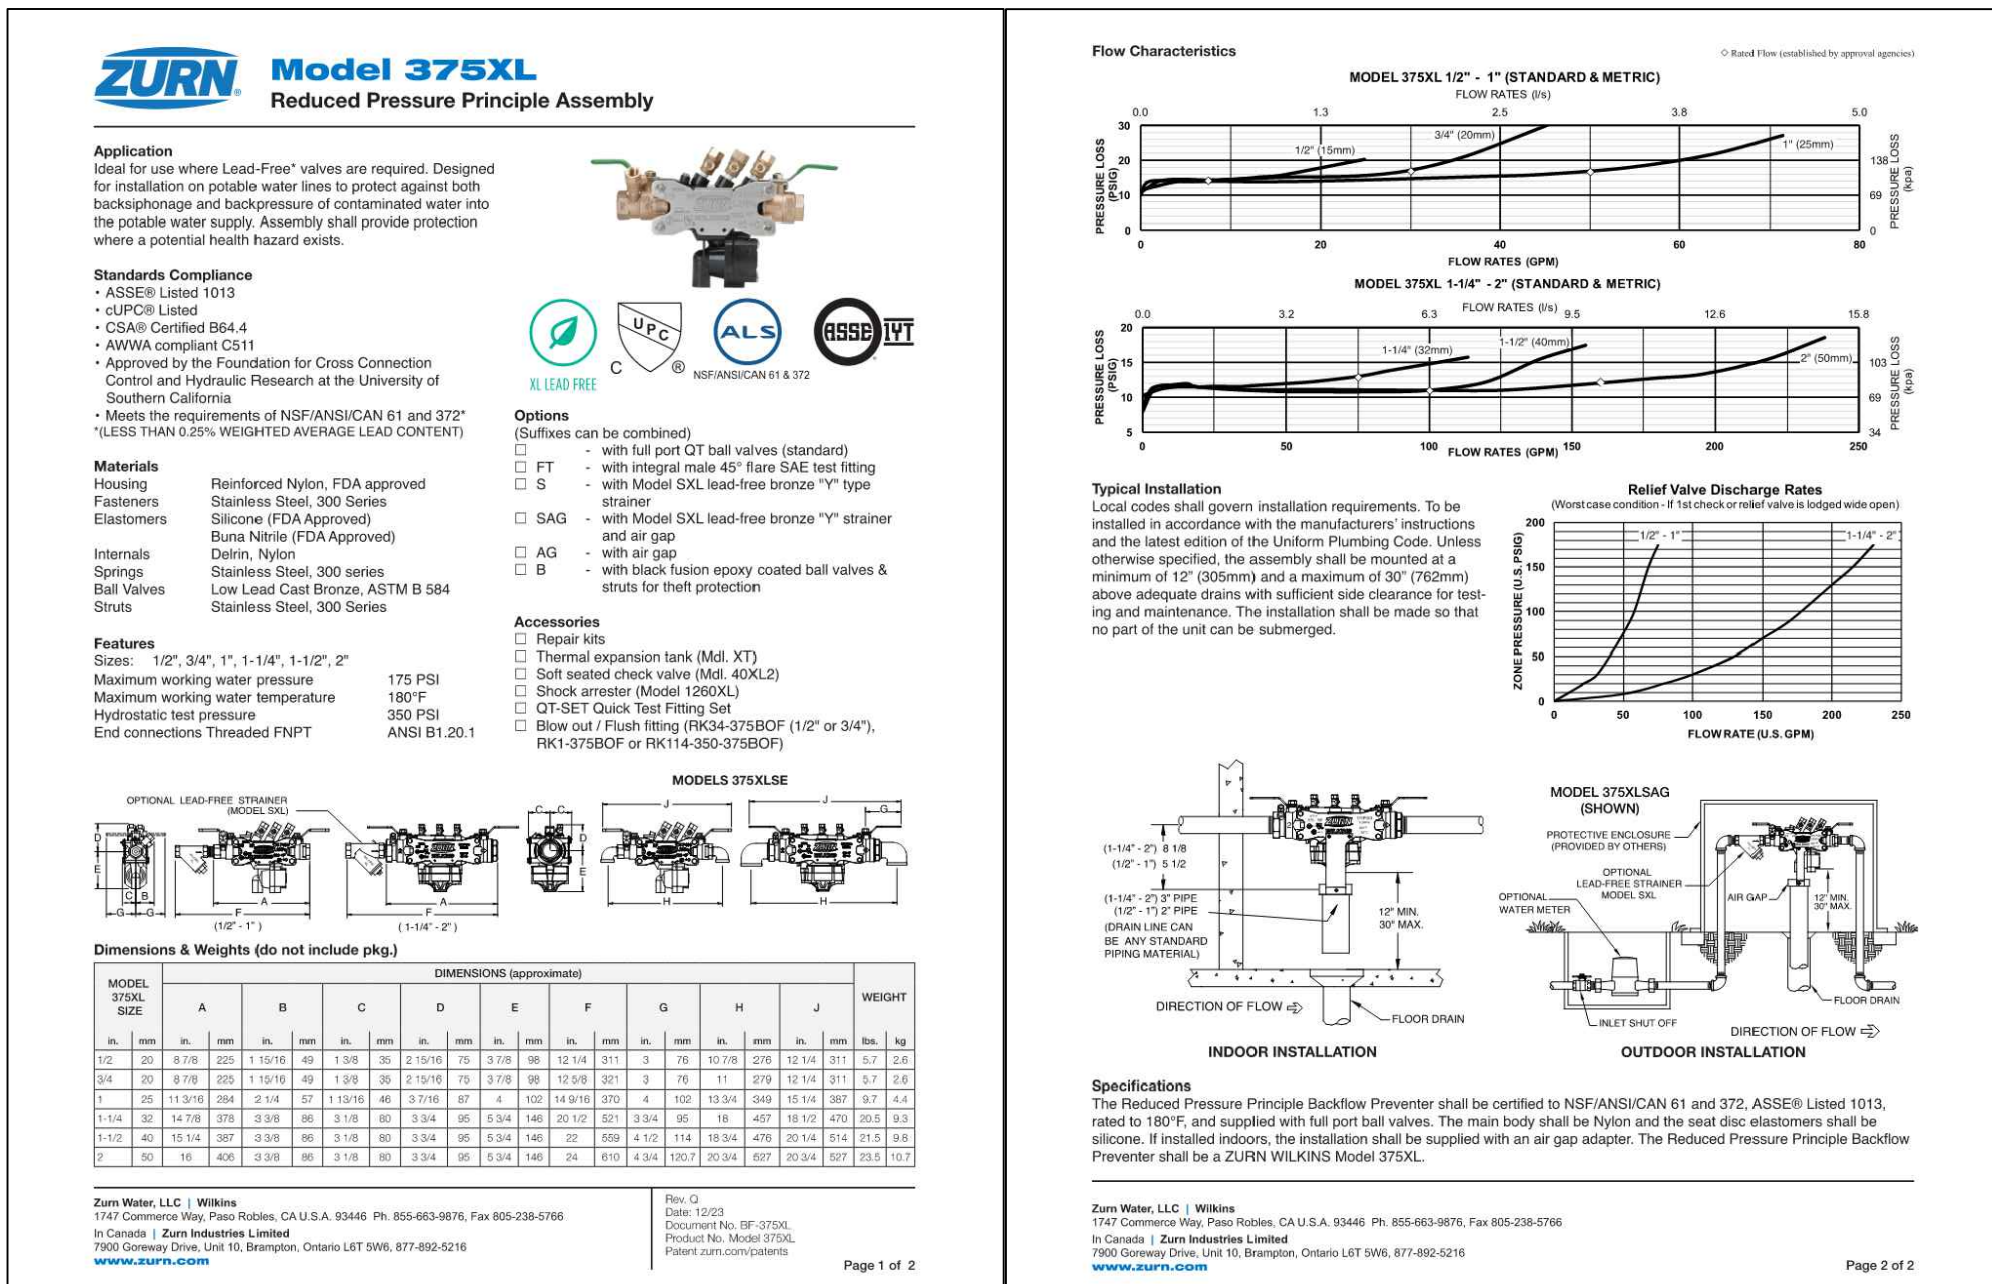 ZURN®
Model 375XL
Reduced Pressure Principle Assembly
Application
Ideal for use where Lead-Free* valves are required. Designed
for installation on potable water lines to protect against both
backsiphonage and backpressure of contaminated water into
the potable water supply. Assembly shall provide protection
where a potential health hazard exists.
Standards Compliance
• ASSE® Listed 1013
• cUPC® Listed
• CSA® Certified B64.4
• AWWA compliant C511
• Approved by the Foundation for Cross Connection
Control and Hydraulic Research at the University of
Southern California
• Meets the requirements of NSF/ANSI/CAN 61 and 372*
*(LESS THAN 0.25% WEIGHTED AVERAGE LEAD CONTENT)
Materials
Housing Reinforced Nylon, FDA approved
Fasteners Stainless Steel, 300 Series
Elastomers Silicone (FDA Approved)
Buna Nitrile (FDA Approved)
Internals Delrin, Nylon
Springs Stainless Steel, 300 series
Ball Valves Low Lead Cast Bronze, ASTM B 584
Struts Stainless Steel, 300 Series
Features
Sizes: 1/2", 3/4", 1", 1-1/4", 1-1/2", 2"
Maximum working water pressure 175 PSI
Maximum working water temperature 180°F
Hydrostatic test pressure 350 PSI
End connections Threaded FNPT ANSI B1.20.1
XL LEAD FREE
UPC
C ®
ALS
NSF/ANSI/CAN 61 & 372
ASSE
Options
(Suffixes can be combined)
- with full port QT ball valves (standard)
FT - with integral male 45° flare SAE test fitting
S - with Model SXL lead-free bronze "Y" type
strainer
SAG - with Model SXL lead-free bronze "Y" strainer
and air gap
AG - with air gap
B - with black fusion epoxy coated ball valves &
struts for theft protection
Accessories
Repair kits
Thermal expansion tank (Mdl. XT)
Soft seated check valve (Mdl. 40XL2)
Shock arrester (Model 1260XL)
QT-SET Quick Test Fitting Set
Blow out / Flush fitting (RK34-375BOF (1/2" or 3/4"),
RK1-375BOF or RK114-350-375BOF)
MODELS 375XLSE
OPTIONAL LEAD-FREE STRAINER
(MODEL SXL)
D E C B G G
A
F
(1/2" - 1")
A
F
(1-1/4" - 2")
C C D E
J
H
J
G
H
Dimensions & Weights (do not include pkg.)
MODEL 375XL SIZE DIMENSIONS (approximate) WEIGHT
A B C D E F G H J
in. mm in. mm in. mm in. mm in. mm in. mm in. mm in. mm in. mm in. mm lbs. kg
1/2 20 8 7/8 225 1 15/16 49 1 3/8 35 2 15/16 75 3 7/8 98 12 1/4 311 3 76 10 7/8 276 12 1/4 311 5.7 2.6
3/4 20 8 7/8 225 1 15/16 49 1 3/8 35 2 15/16 75 3 7/8 98 12 5/8 321 3 76 11 279 12 1/4 311 5.7 2.6
1 25 11 3/16 284 2 1/4 57 1 13/16 46 3 7/16 87 4 102 14 9/16 370 4 102 13 3/4 349 15 1/4 387 9.7 4.4
1-1/4 32 14 7/8 378 3 3/8 86 3 1/8 80 3 3/4 95 5 3/4 146 20 1/2 521 3 3/4 95 18 457 18 1/2 470 20.5 9.3
1-1/2 40 15 1/4 387 3 3/8 86 3 1/8 80 3 3/4 95 5 3/4 146 22 559 4 1/2 114 18 3/4 476 20 1/4 514 21.5 9.8
2 50 16 406 3 3/8 86 3 1/8 80 3 3/4 95 5 3/4 146 24 610 4 3/4 120.7 20 3/4 527 20 3/4 527 23.5 10.7
Zurn Water, LLC | Wilkins
1747 Commerce Way, Paso Robles, CA U.S.A. 93446 Ph. 855-663-9876, Fax 805-238-5766
In Canada | Zurn Industries Limited
7900 Goreway Drive, Unit 10, Brampton, Ontario L6T 5W6, 877-892-5216
www.zurn.com
Rev. Q
Date: 12/23
Document No. BF-375XL
Product No. Model 375XL
Patent zurn.com/patents
Page 1 of 2
Flow Characteristics
◇ Rated Flow (established by approval agencies)
MODEL 375XL 1/2" - 1" (STANDARD & METRIC)
FLOW RATES (l/s)
0.0 1.3 2.5 3.8 5.0
PRESSURE LOSS (PSIG)
30 20 10 0
1/2" (15mm)
3/4" (20mm)
1" (25mm)
138 69 0
PRESSURE LOSS (kpa)
0 20 40 60 80
FLOW RATES (GPM)
MODEL 375XL 1-1/4" - 2" (STANDARD & METRIC)
FLOW RATES (l/s)
0.0 3.2 6.3 9.5 12.6 15.8
PRESSURE LOSS (PSIG)
20 15 10 5
1-1/4" (32mm)
1-1/2" (40mm)
2" (50mm)
103 69 34
PRESSURE LOSS (kpa)
0 50 100 150 200 250
FLOW RATES (GPM)
Typical Installation
Local codes shall govern installation requirements. To be
installed in accordance with the manufacturers' instructions
and the latest edition of the Uniform Plumbing Code. Unless
otherwise specified, the assembly shall be mounted at a
minimum of 12" (305mm) and a maximum of 30" (762mm)
above adequate drains with sufficient side clearance for test-
ing and maintenance. The installation shall be made so that
no part of the unit can be submerged.
Relief Valve Discharge Rates
(Worst case condition - If 1st check or relief valve is lodged wide open)
ZONE PRESSURE (U.S. PSIG)
200 150 100 50 0
1/2" - 1"
1-1/4" - 2"
0 50 100 150 200 250
FLOW RATE (U.S. GPM)
ZURN
WILKINS
(1-1/4" - 2") 8 1/8
(1/2" - 1") 5 1/2
(1-1/4" - 2") 3" PIPE
(1/2" - 1") 2" PIPE
(DRAIN LINE CAN
BE ANY STANDARD
PIPING MATERIAL)
12" MIN.
30" MAX.
DIRECTION OF FLOW
FLOOR DRAIN
INDOOR INSTALLATION
MODEL 375XLSAG
(SHOWN)
PROTECTIVE ENCLOSURE
(PROVIDED BY OTHERS)
OPTIONAL
LEAD-FREE STRAINER
MODEL SXL
OPTIONAL
WATER METER
AIR GAP
12" MIN.
30" MAX.
FLOOR DRAIN
INLET SHUT OFF
DIRECTION OF FLOW
OUTDOOR INSTALLATION
Specifications
The Reduced Pressure Principle Backflow Preventer shall be certified to NSF/ANSI/CAN 61 and 372, ASSE® Listed 1013,
rated to 180°F, and supplied with full port ball valves. The main body shall be Nylon and the seat disc elastomers shall be
silicone. If installed indoors, the installation shall be supplied with an air gap adapter. The Reduced Pressure Principle Backflow
Preventer shall be a ZURN WILKINS Model 375XL.
Zurn Water, LLC | Wilkins
1747 Commerce Way, Paso Robles, CA U.S.A. 93446 Ph. 855-663-9876, Fax 805-238-5766
In Canada | Zurn Industries Limited
7900 Goreway Drive, Unit 10, Brampton, Ontario L6T 5W6, 877-892-5216
www.zurn.com
Page 2 of 2